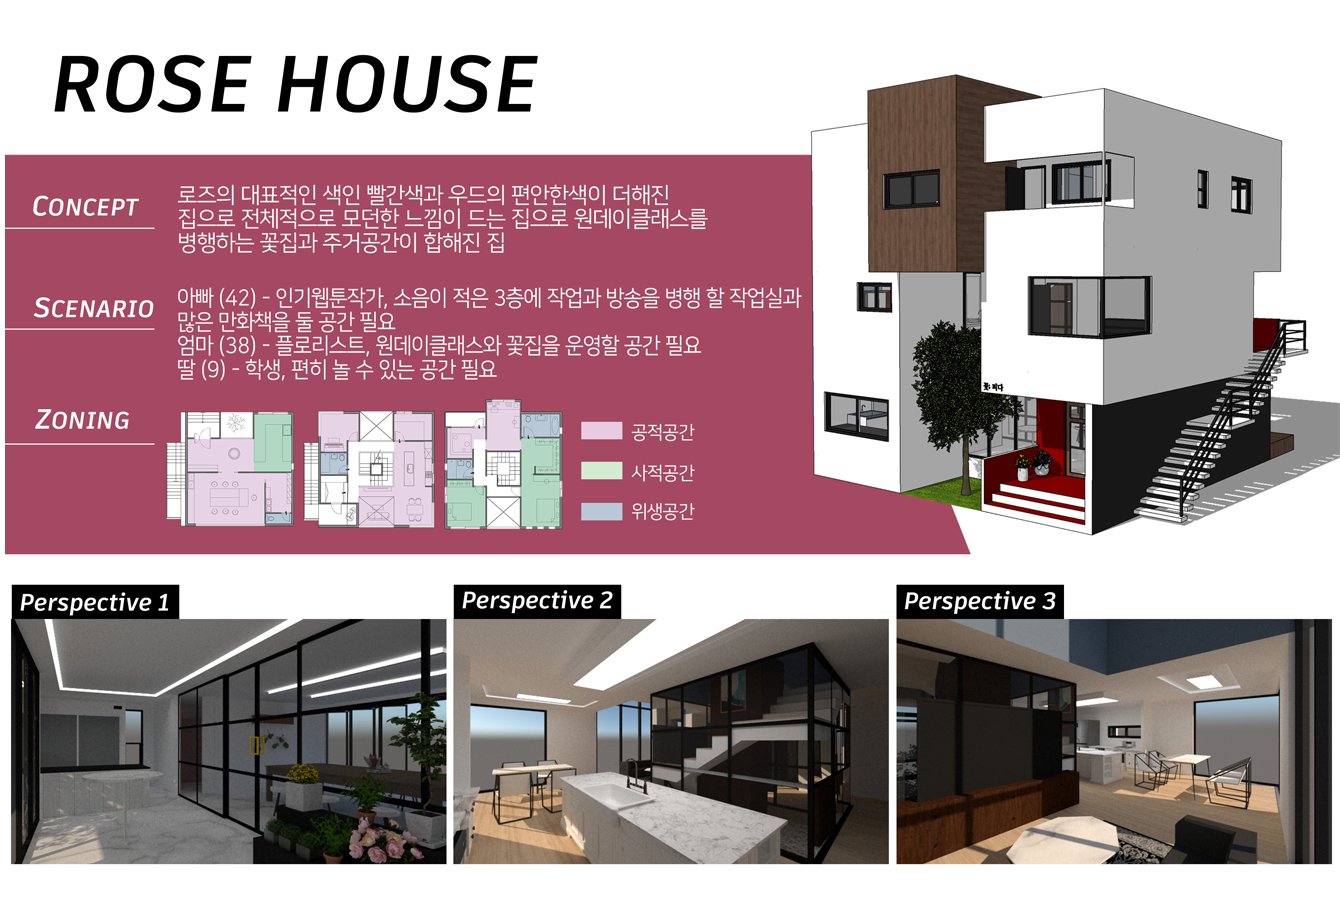 ROSE HOUSE
CONCEPT
로즈의 대표적인 색인 빨간색과 우드의 편안한색이 더해진
집으로 전체적으로 모던한 느낌이 드는 집으로 원데이클래스를
병행하는 꽃집과 주거공간이 합해진 집
SCENARIO
아빠 (42) - 인기웹툰작가, 소음이 적은 3층에 작업과 방송을 병행 할 작업실과
많은 만화책을 둘 공간 필요
엄마 (38) - 플로리스트, 원데이클래스와 꽃집을 운영할 공간 필요
딸 (9) - 학생, 편히 놀 수 있는 공간 필요
ZONING
공적공간
사적공간
위생공간
꽃: 피다
Perspective 1
Perspective 2
Perspective 3